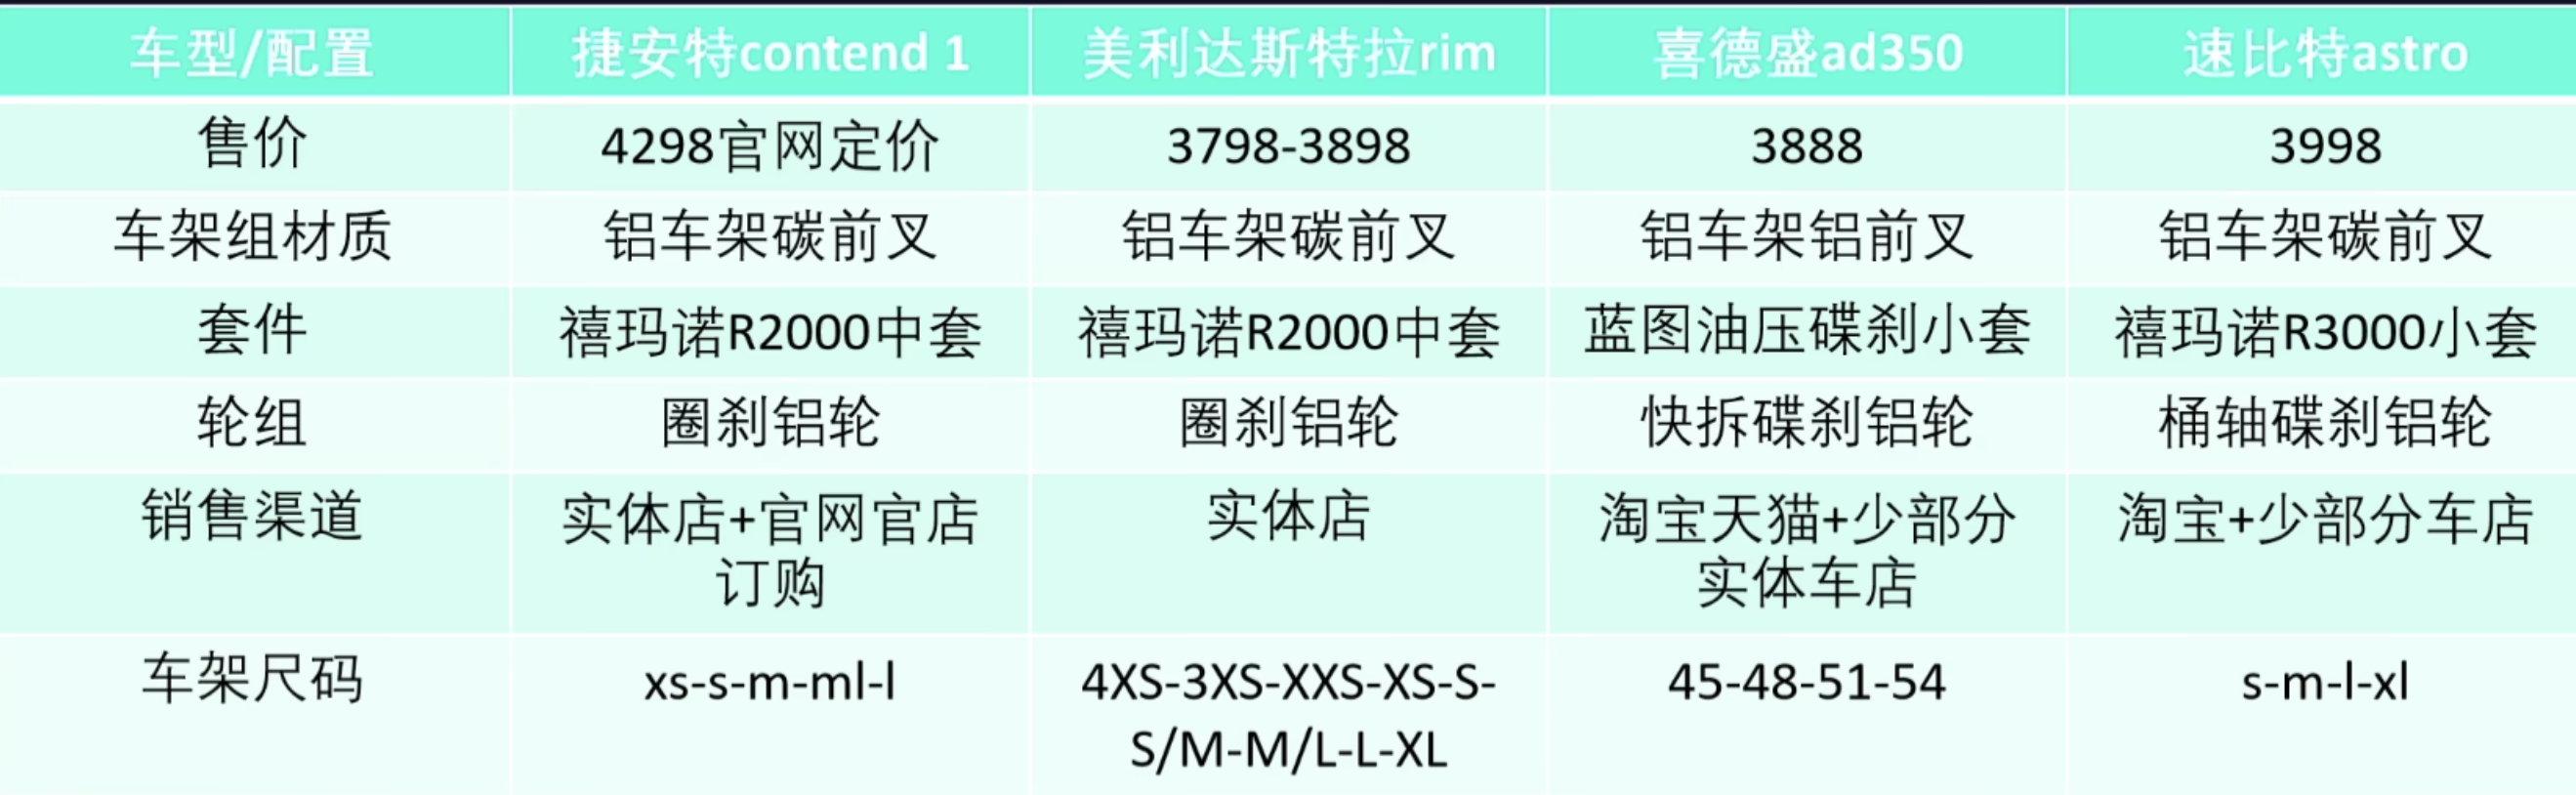 车型/配置 捷安特contend 1 美利达斯特拉rim 喜德盛ad350 速比特astro
售价 4298官网定价 3798-3898 3888 3998
车架组材质 铝车架碳前叉 铝车架碳前叉 铝车架铝前叉 铝车架碳前叉
套件 禧玛诺R2000中套 禧玛诺R2000中套 蓝图油压碟刹小套 禧玛诺R3000小套
轮组 圈刹铝轮 圈刹铝轮 快拆碟刹铝轮 桶轴碟刹铝轮
销售渠道 实体店+官网官店 实体店 淘宝天猫+少部分 淘宝+少部分车店
订购 实体车店
车架尺码 xs-s-m-ml-l 4XS-3XS-XXS-XS-S- 45-48-51-54 s-m-l-xl
S/M-M/L-L-XL